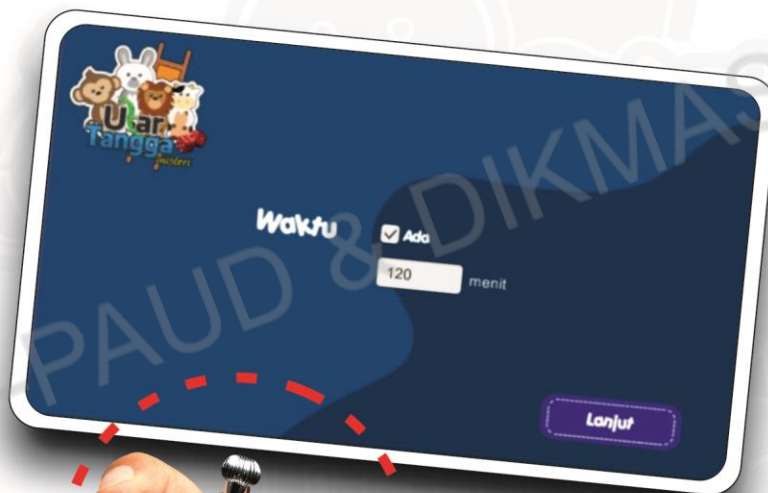 Ular
Tangga
Waktu
Ada
120 menit
Lanjut
PAUD & DIKMAS